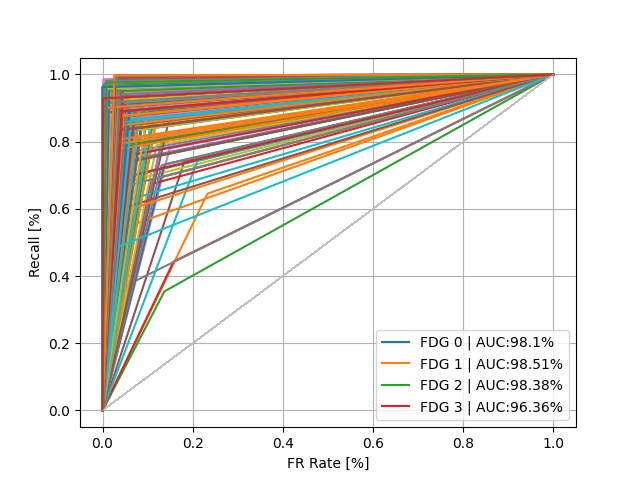 1.0
0.8
0.6
0.4
0.2
0.0
Recall [%]
FDG 0 | AUC:98.1%
FDG 1 | AUC:98.51%
FDG 2 | AUC:98.38%
FDG 3 | AUC:96.36%
0.0 0.2 0.4 0.6 0.8 1.0
FR Rate [%]